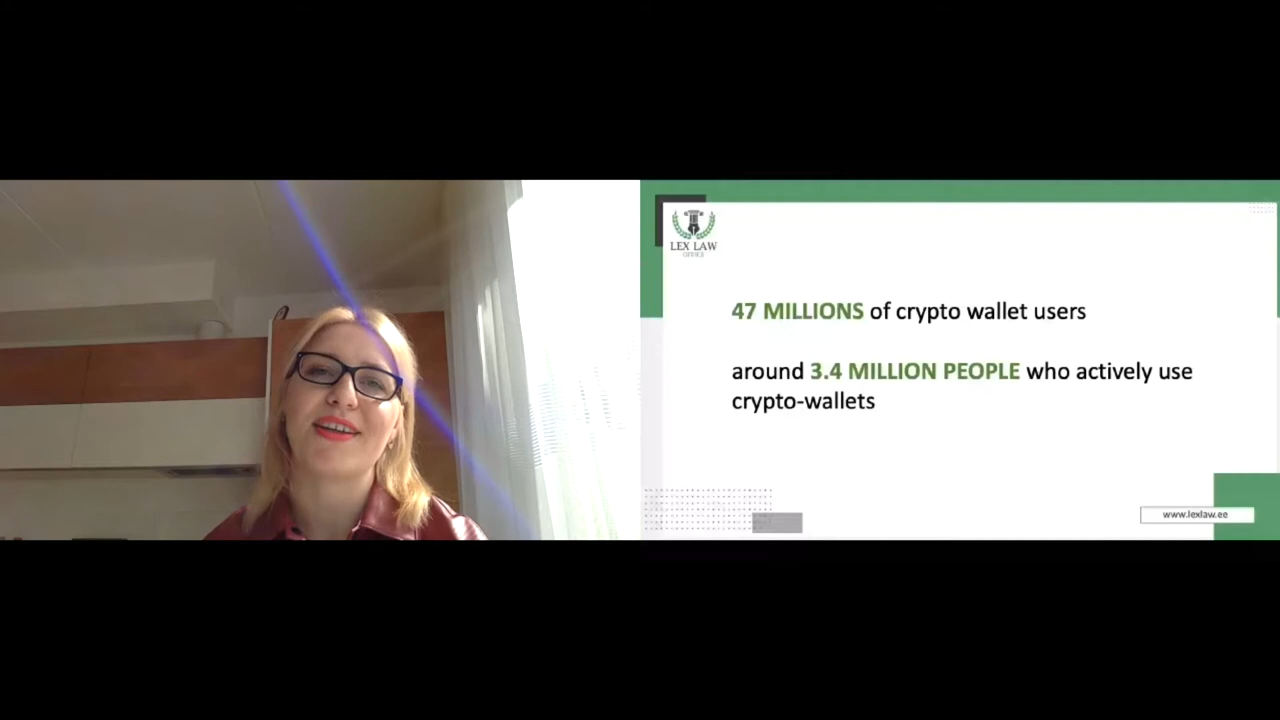 LEX LAW
OFFICE
47 MILLIONS of crypto wallet users
around 3.4 MILLION PEOPLE who actively use
crypto-wallets
www.lexlaw.ee